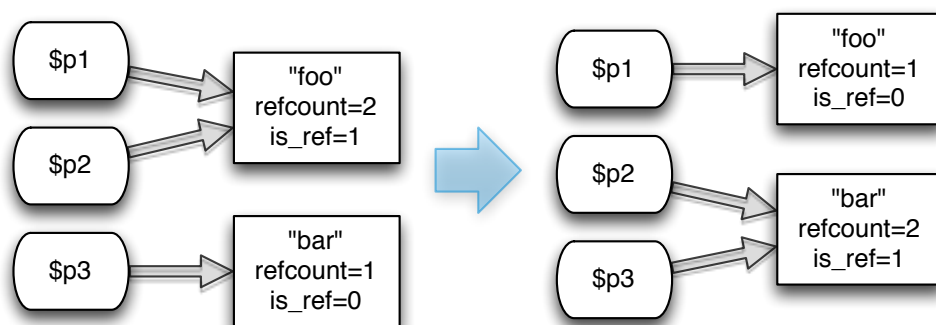 $p1
$p2
"foo"
refcount=2
is_ref=1
$p3
"bar"
refcount=1
is_ref=0
$p1
"foo"
refcount=1
is_ref=0
$p2
$p3
"bar"
refcount=2
is_ref=1